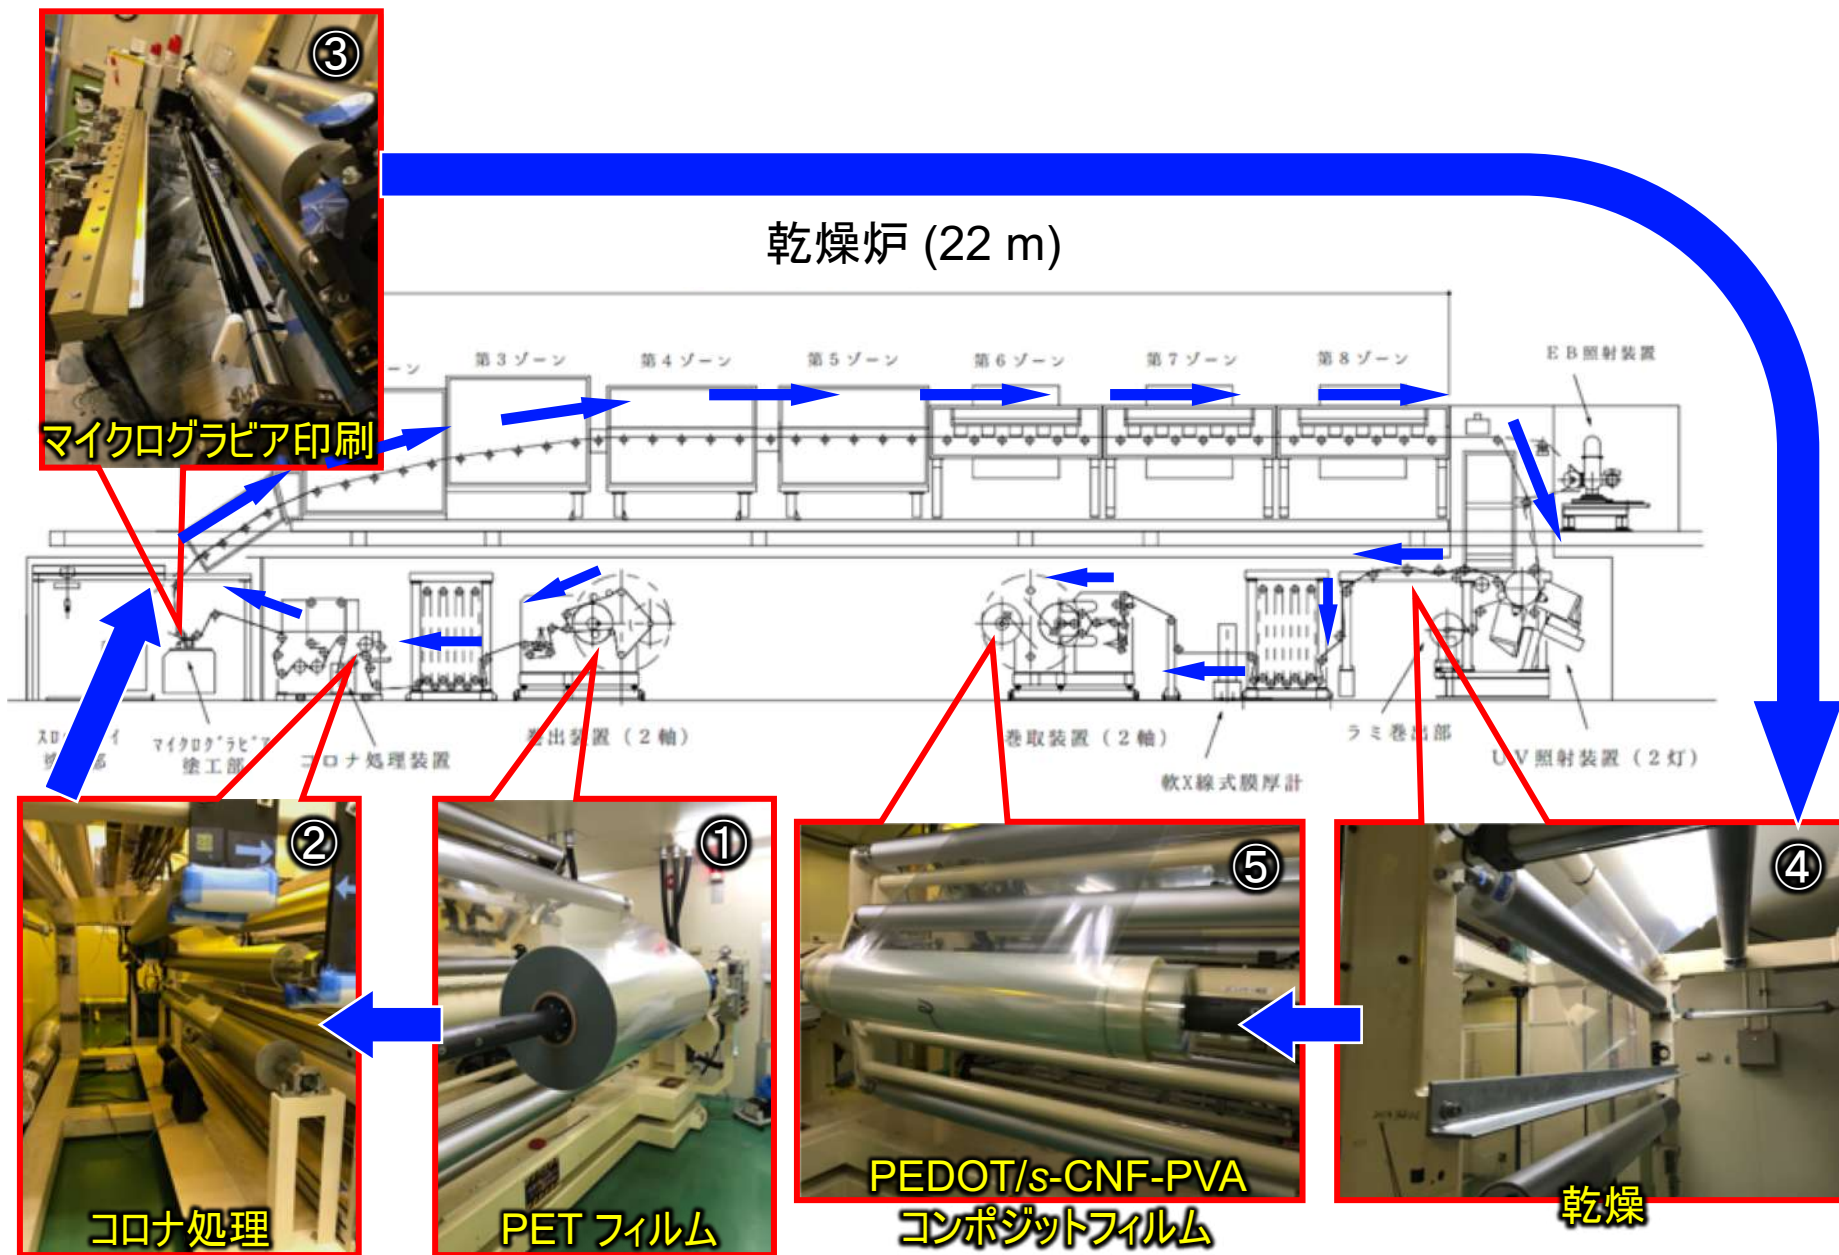 ③
マイクログラビア印刷
乾燥炉 (22 m)
ーン
第3ゾーン
第4ゾーン
第5ゾーン
第6ゾーン
第7ゾーン
第8ゾーン
EB照射装置
マイクログラビア
塗工部
コロナ処理装置
巻出装置(2軸)
巻取装置(2軸)
軟X線式膜厚計
ラミ巻出部
UV照射装置(2灯)
②
コロナ処理
①
PET フィルム
⑤
PEDOT/s-CNF-PVA
コンポジットフィルム
④
乾燥